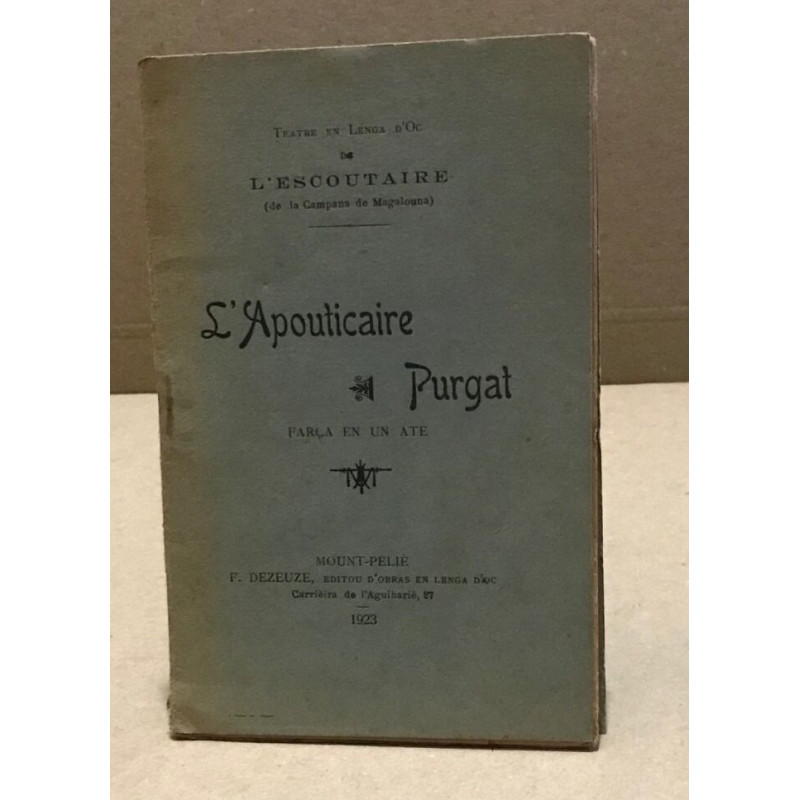 TEATRE EN LENGA D'OC
DE
L'ESCOUTAIRE
(de la Campana de Magalouna)
L'Apouticaire
Purgat
FARÇA EN UN ATE
MOUNT-PELIÈ
F. DEZEUZE, EDITOU D'OBRAS EN LENGA D'OC
Carrièira de l'Aguihariè, 27
1923